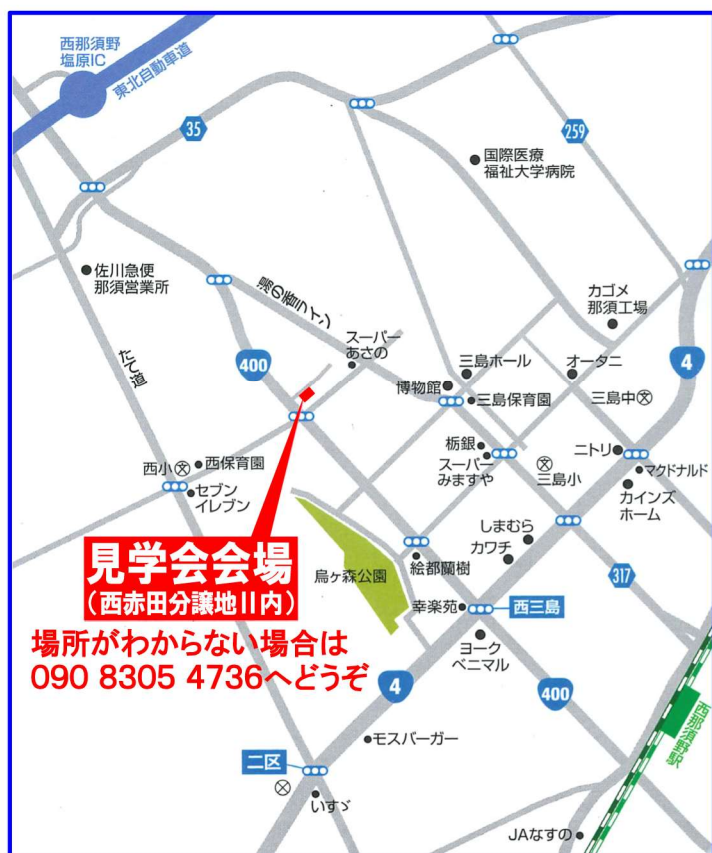 西那須野
塩原IC
東北自動車道
35
259
国際医療
福祉大学病院
佐川急便
那須営業所
湯の香ライン
カゴメ
那須工場
スーパー
あさの
たて道
400
4
三島ホール
オータニ
博物館
三島保育園
三島中文
栃銀
スーパー
みますや
文
三島小
ニトリ
マクドナルド
カインズ
ホーム
西小文
西保育園
セブン
イレブン
しまむら
カワチ
見学会会場
(西赤田分譲地II内)
烏ヶ森公園
絵都蘭樹
317
幸楽苑
西三島
場所がわからない場合は
090 8305 4736へどうぞ
ヨーク
ベニマル
4
400
西那須野駅
モスバーガー
二区
いすゞ
JAなすの